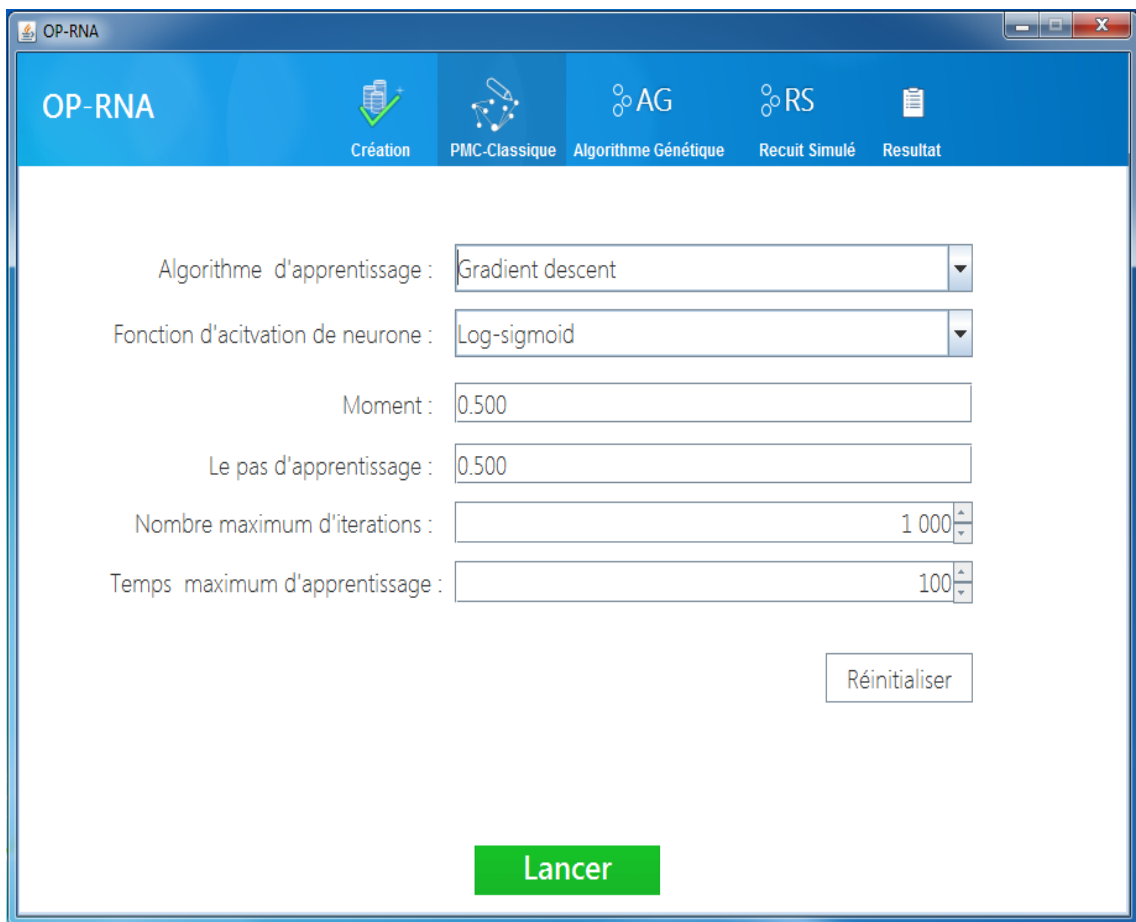 OP-RNA
OP-RNA
AG
RS
Création
PMC-Classique
Algorithme Génétique
Recuit Simulé
Resultat
Algorithme d'apprentissage : Gradient descent
Fonction d'acitvation de neurone : Log-sigmoid
Moment : 0.500
Le pas d'apprentissage : 0.500
Nombre maximum d'iterations : 1 000
Temps maximum d'apprentissage : 100
Réinitialiser
Lancer